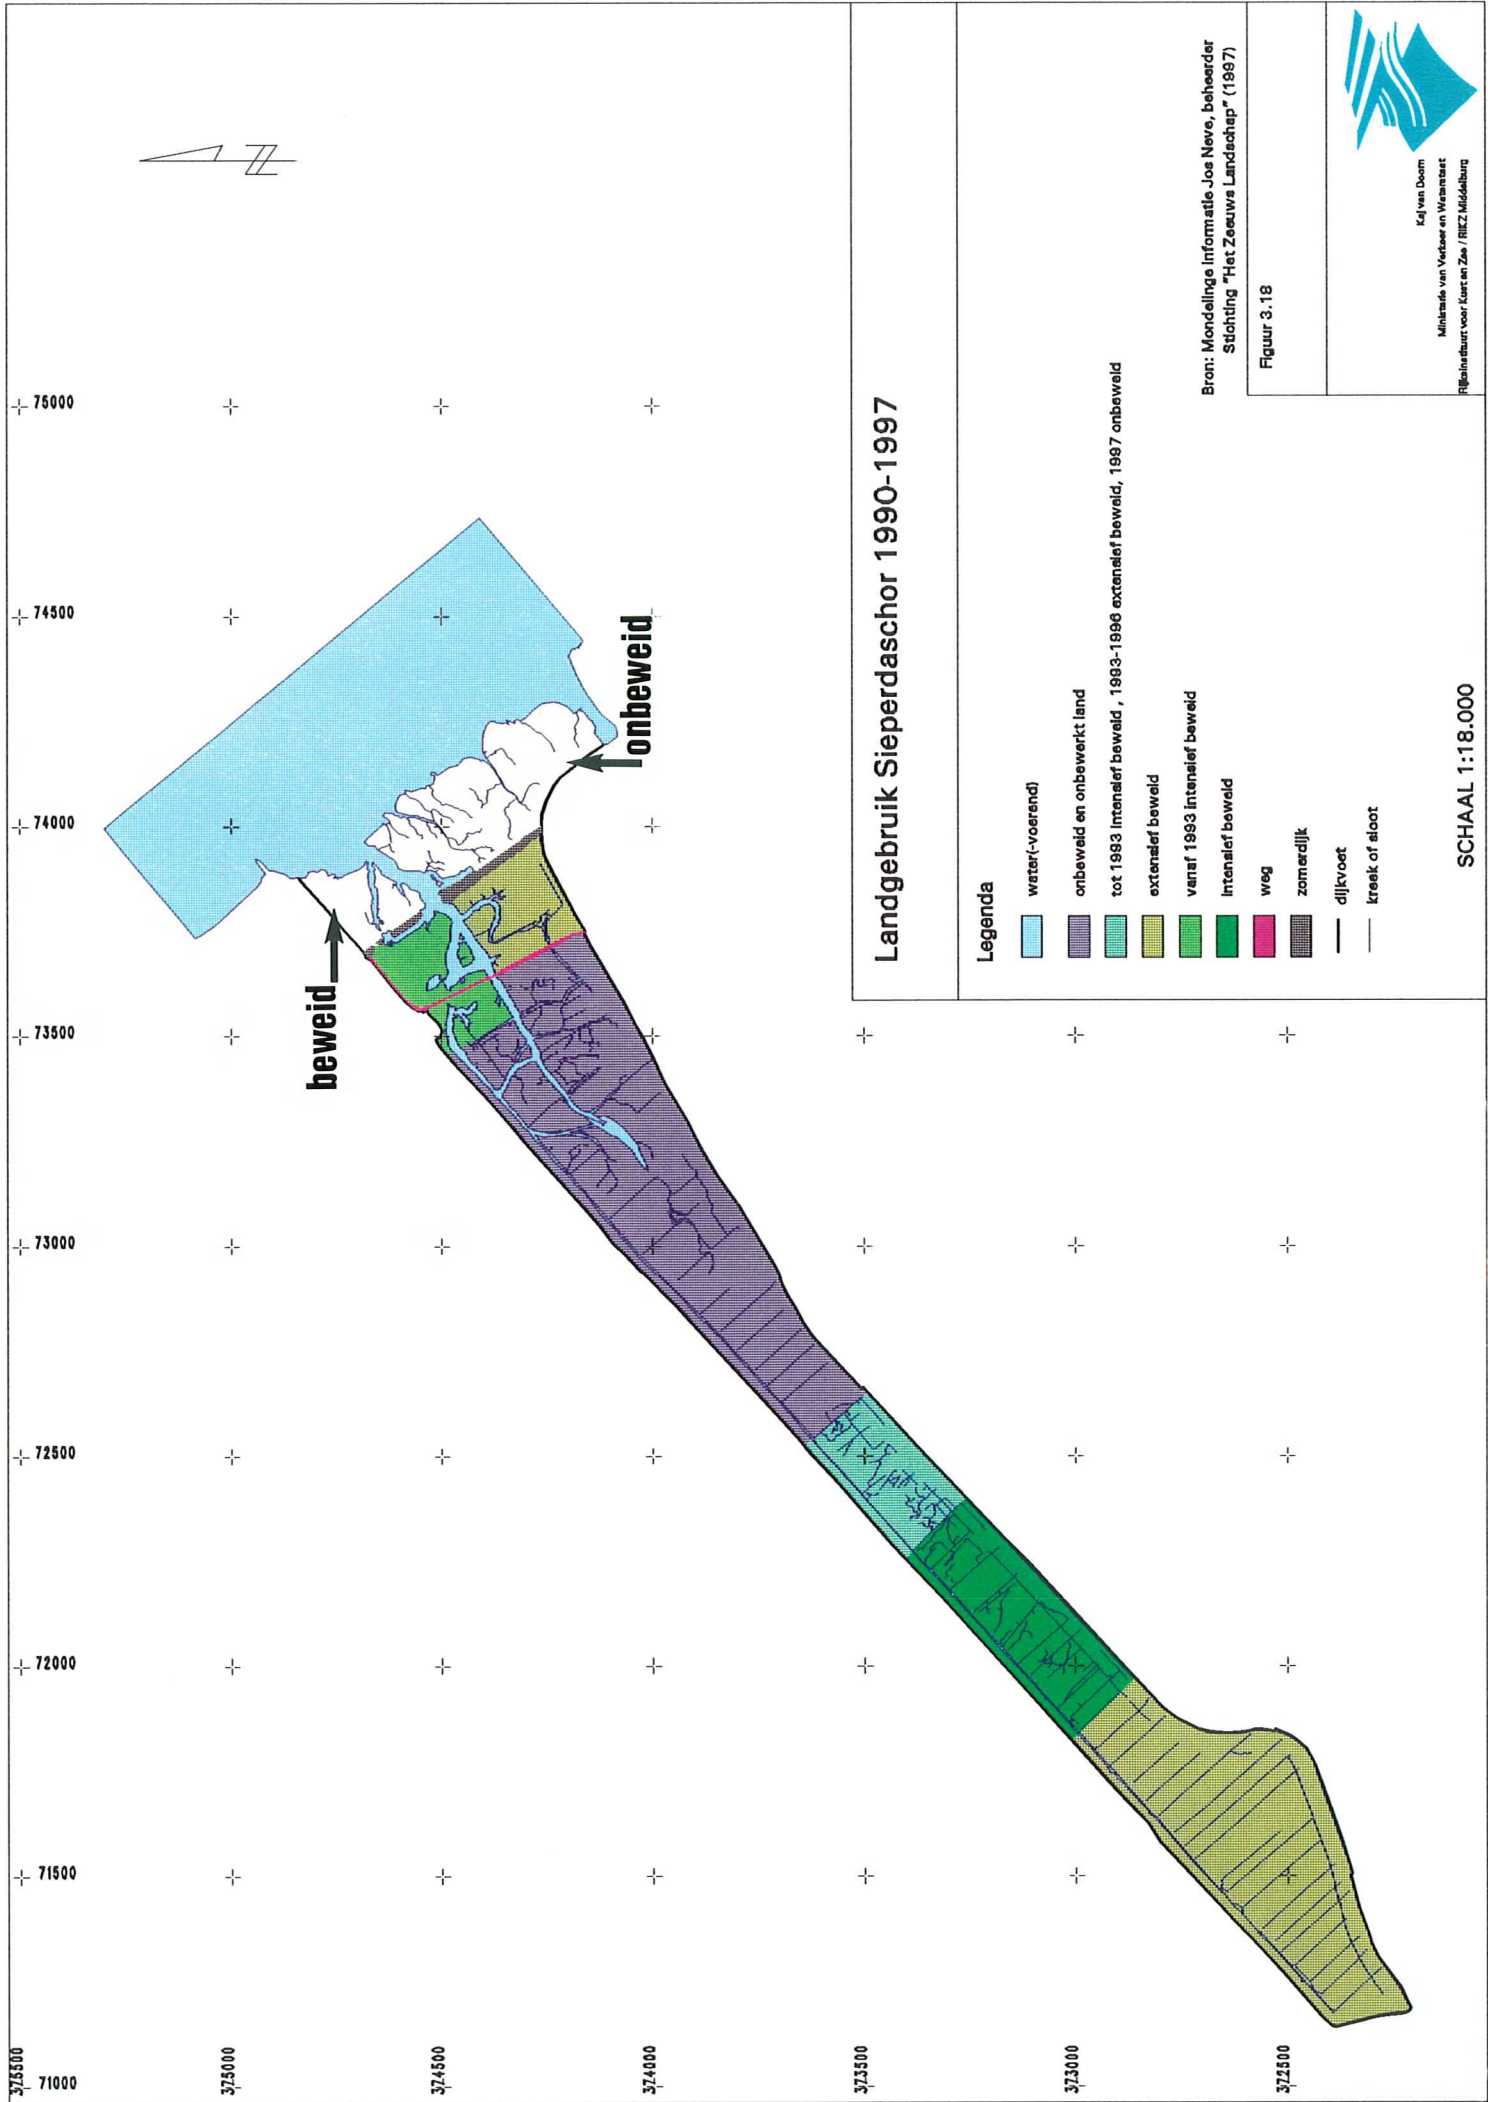 375500
375000
374500
374000
373500
373000
372500
71000
71500
72000
72500
73000
73500
74000
74500
75000
N
beweid
onbeweid
Landgebruik Sieperdaschor 1990-1997
Legenda
water(-voerend)
onbeweid en onbewerkt land
tot 1993 intensief beweid , 1993-1996 extensief beweid, 1997 onbeweid
extensief beweid
vanaf 1993 intensief beweid
intensief beweid
weg
zomerdijk
dijkvoet
kreek of sloot
SCHAAL 1:18.000
Bron: Mondelinge informatie Jos Neve, beheerder
Stichting "Het Zeeuws Landschap" (1997)
Figuur 3.18
Kaj van Doorn
Ministerie van Verkeer en Waterstaat
Rijksinstituut voor Kust en Zee / RIKZ Middelburg